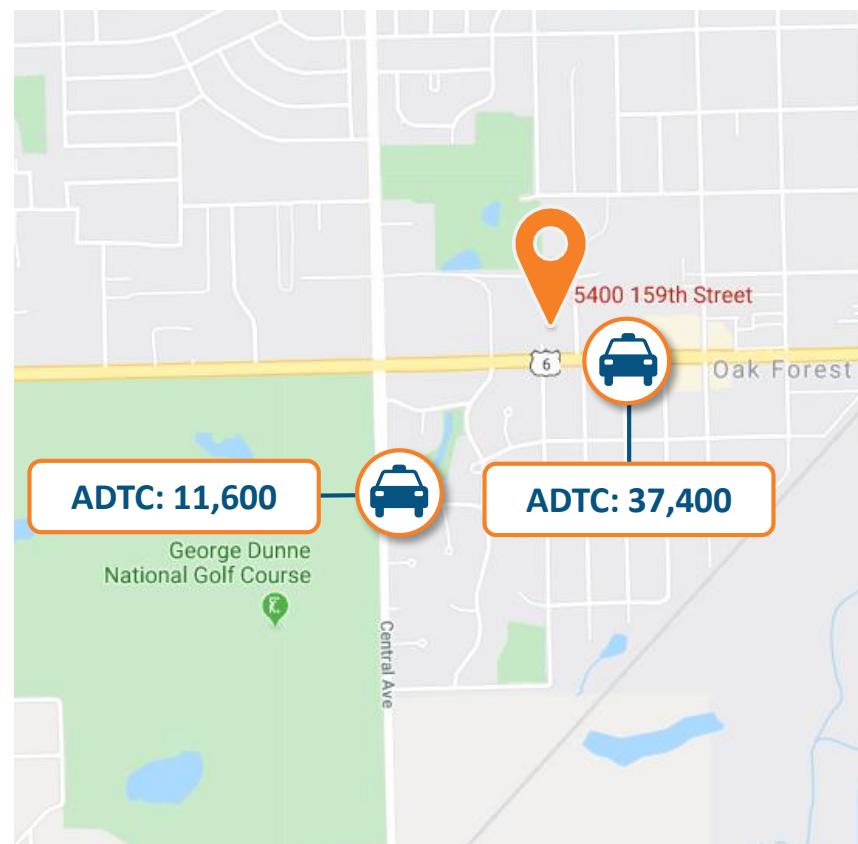 5400 159th Street
6
Oak Forest
ADTC: 11,600
ADTC: 37,400
George Dunne
National Golf Course
Central Ave